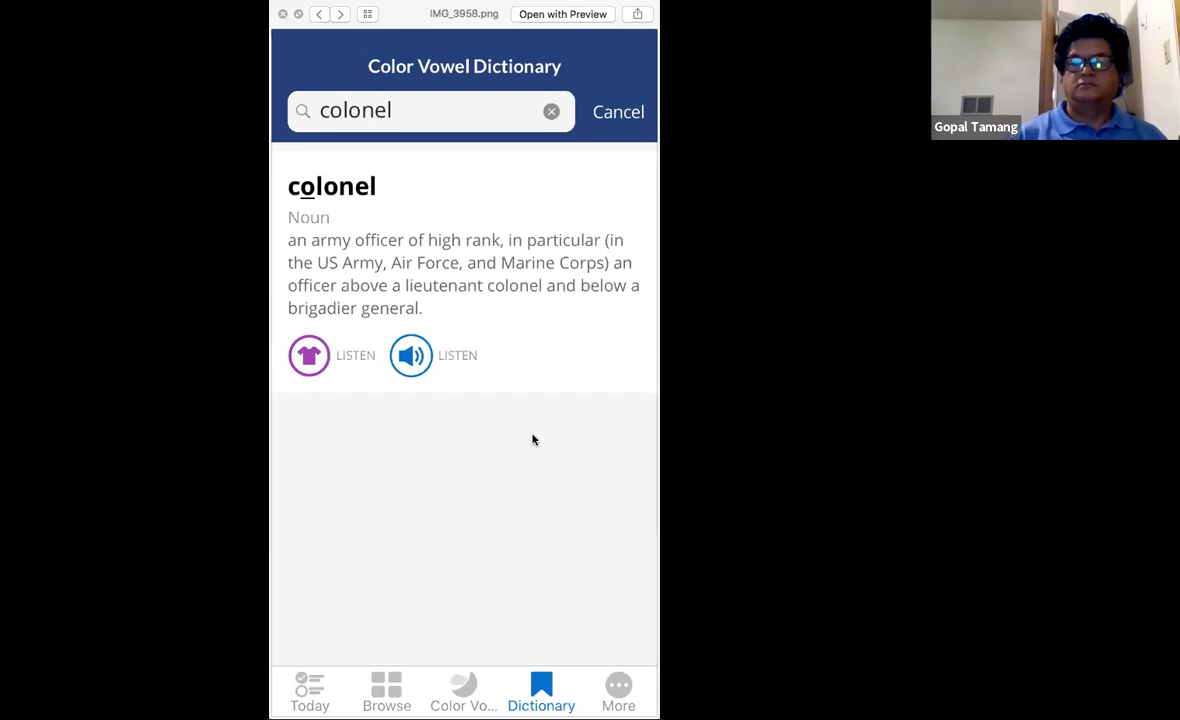 IMG_3958.png
Open with Preview
Color Vowel Dictionary
colonel
Cancel
colonel
Noun
an army officer of high rank, in particular (in
the US Army, Air Force, and Marine Corps) an
officer above a lieutenant colonel and below a
brigadier general.
LISTEN LISTEN
Today Browse Color Vo... Dictionary More
Gopal Tamang